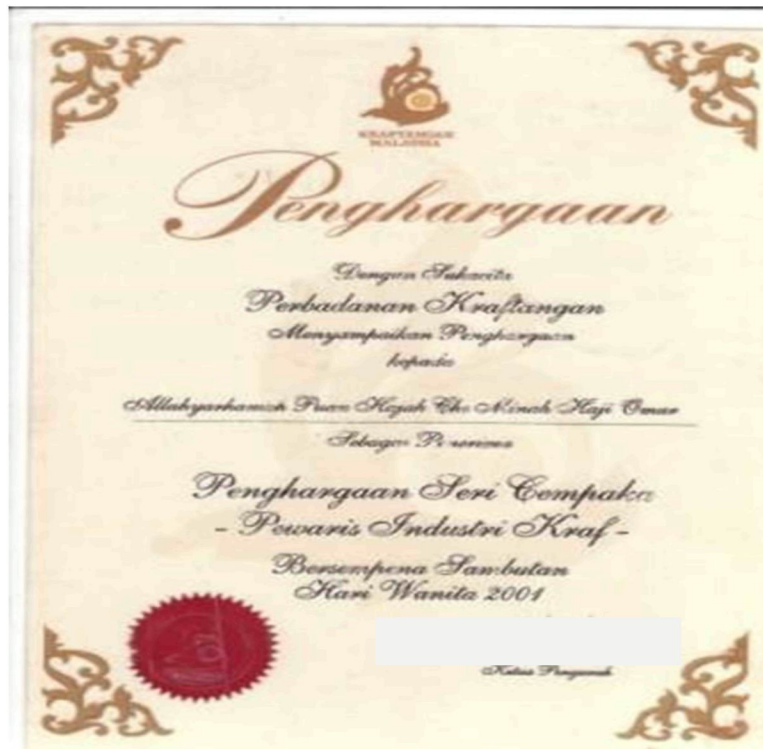 KRAFTANGAN
MALAYSIA
Penghargaan
Dengan Sukacita
Perbadanan Kraftangan
Menyampaikan Penghargaan
kepada
Allahyarhamah Puan Hajah Che Minah Haji Omar
Sebagai Penerima
Penghargaan Seri Cempaka
- Pewaris Industri Kraf -
Bersempena Sambutan
Hari Wanita 2001
Ketua Pengarah